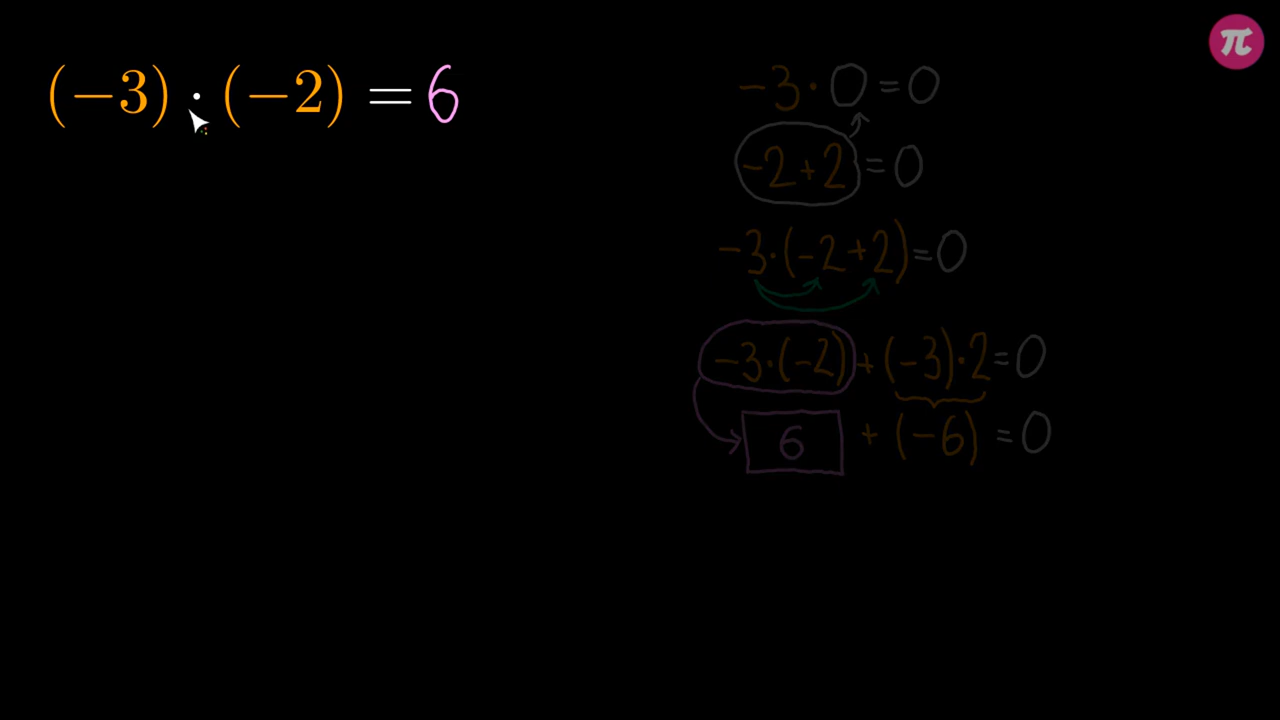 (−3) · (−2) = 6
π
−3 · 0 = 0
−2 + 2 = 0
−3 · (−2 + 2) = 0
−3 · (−2) + (−3) · 2 = 0
6 + (−6) = 0